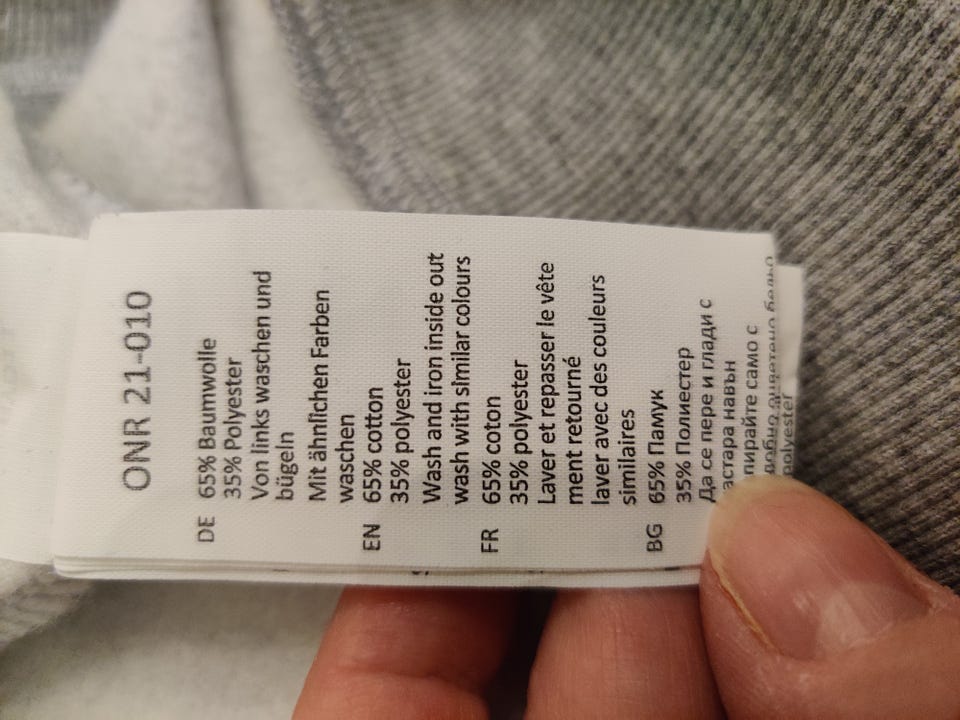 ONR 21-010
DE 65% Baumwolle
35% Polyester
Von links waschen und
bügeln
Mit ähnlichen Farben
waschen
EN 65% cotton
35% polyester
Wash and iron inside out
wash with similar colours
FR 65% coton
35% polyester
Laver et repasser le vête
ment retourné
laver avec des couleurs
similaires
BG 65% Памук
35% Полиестер
Да се пере и глади с
астара навън
пирайте само с
polyester